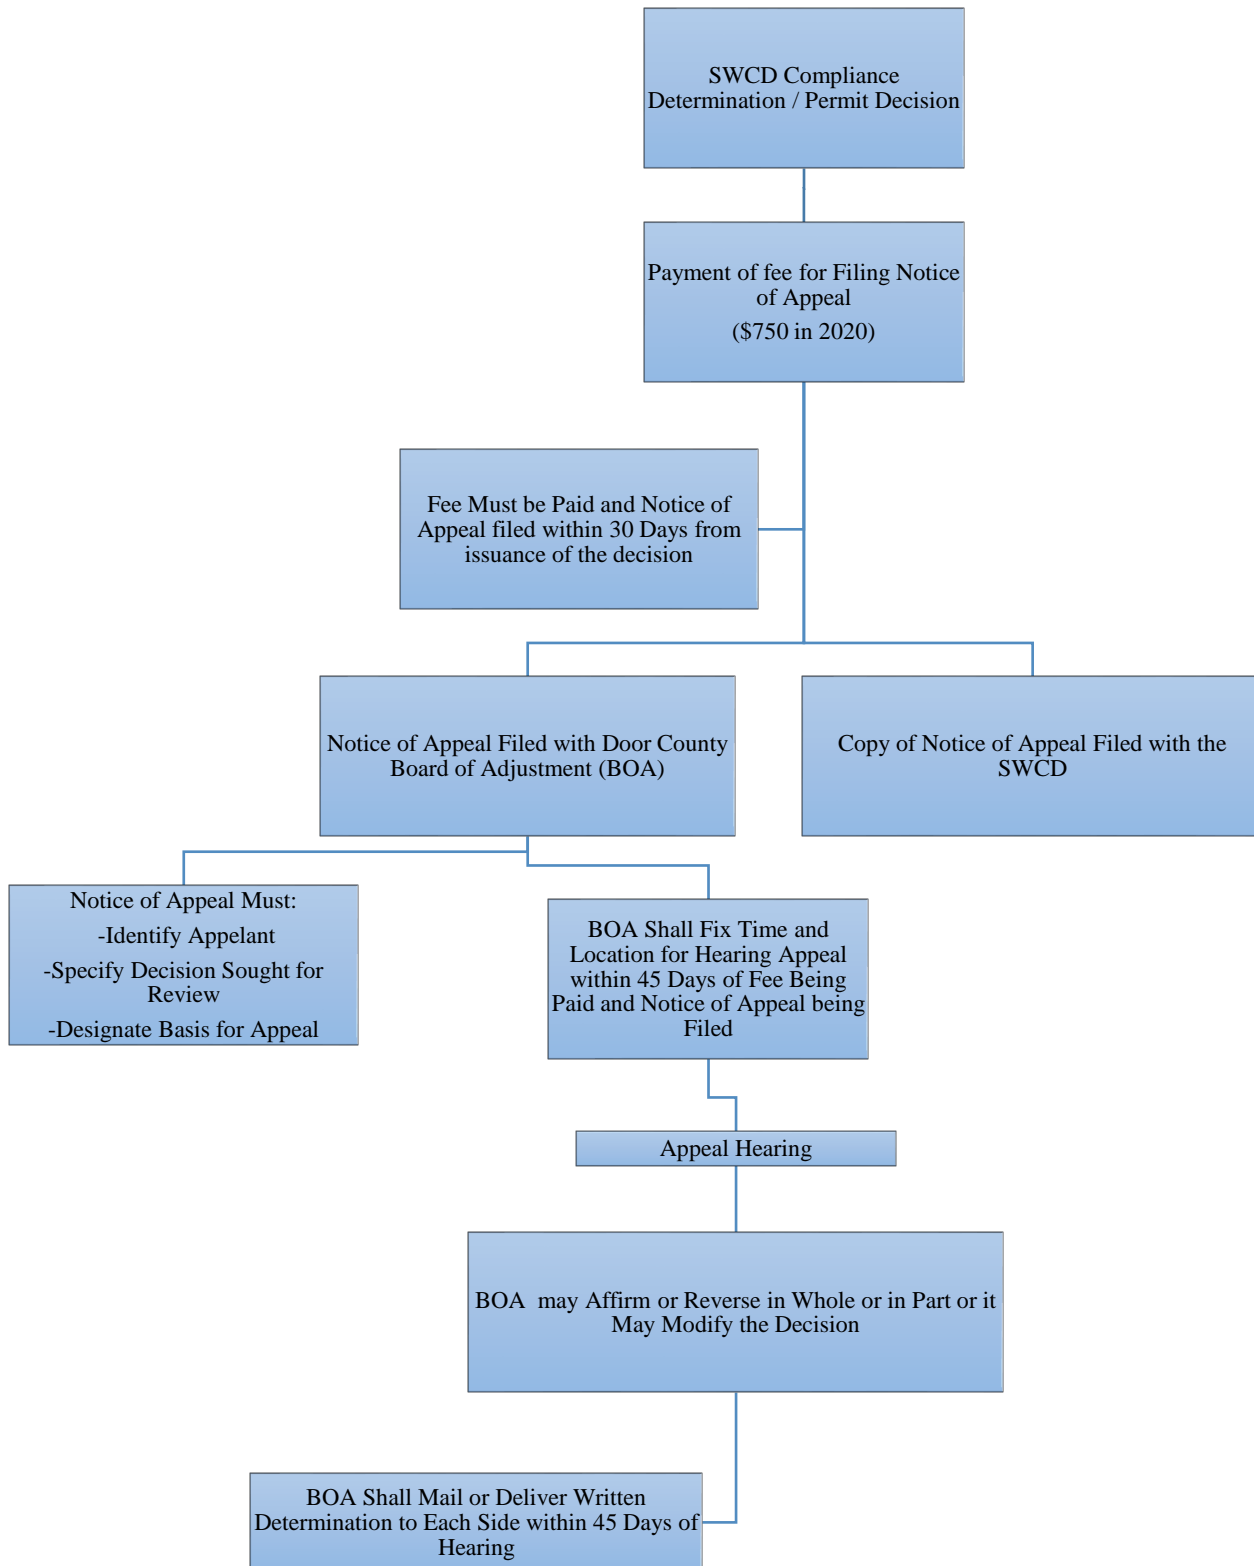 SWCD Compliance
Determination / Permit Decision
Payment of fee for Filing Notice
of Appeal
($750 in 2020)
Fee Must be Paid and Notice of
Appeal filed within 30 Days from
issuance of the decision
Notice of Appeal Filed with Door County
Board of Adjustment (BOA)
Copy of Notice of Appeal Filed with the
SWCD
Notice of Appeal Must:
-Identify Appelant
-Specify Decision Sought for
Review
-Designate Basis for Appeal
BOA Shall Fix Time and
Location for Hearing Appeal
within 45 Days of Fee Being
Paid and Notice of Appeal being
Filed
Appeal Hearing
BOA may Affirm or Reverse in Whole or in Part or it
May Modify the Decision
BOA Shall Mail or Deliver Written
Determination to Each Side within 45 Days of
Hearing